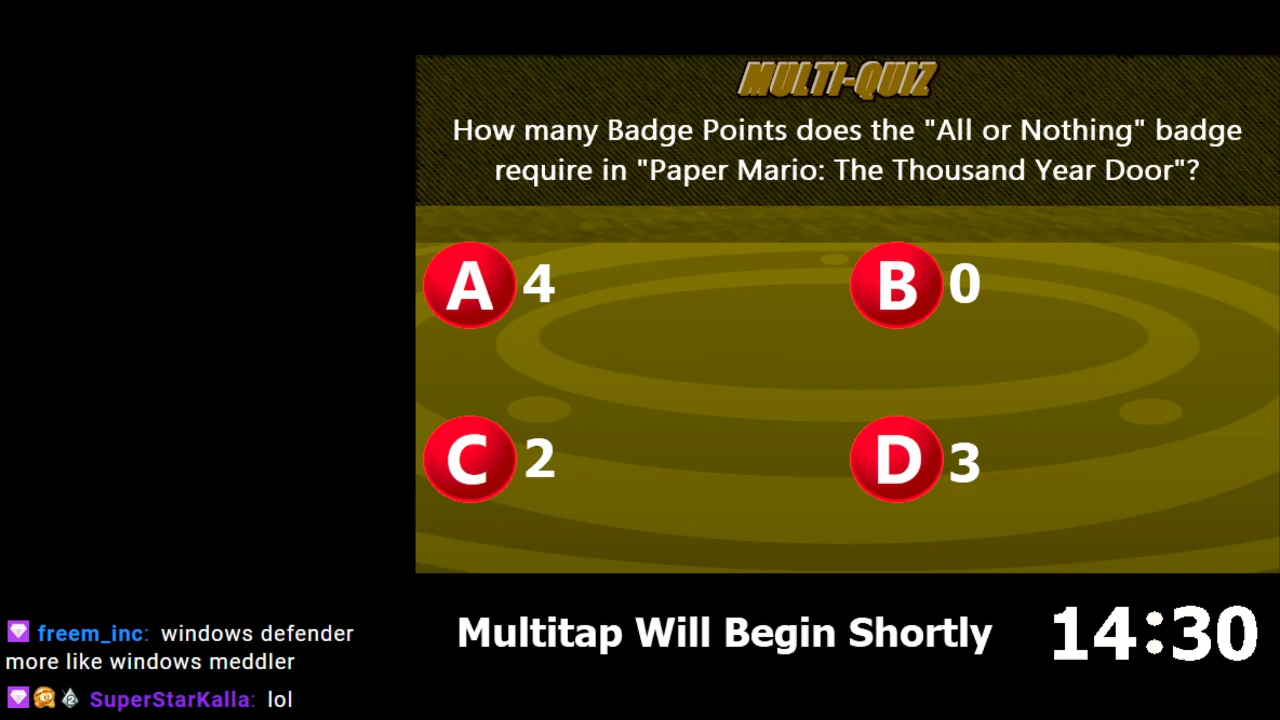 MULTI-QUIZ
How many Badge Points does the "All or Nothing" badge
require in "Paper Mario: The Thousand Year Door"?
A 4
B 0
C 2
D 3
Multitap Will Begin Shortly
14:30
freem_inc: windows defender
more like windows meddler
2 SuperStarKalla: lol